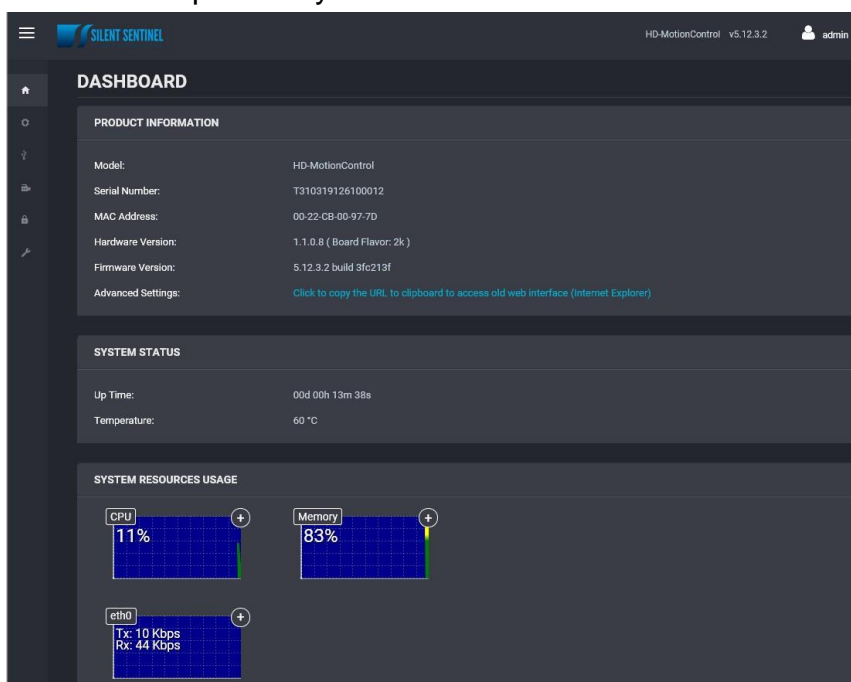 SILENT SENTINEL
HD-MotionControl v5.12.3.2 admin
DASHBOARD
PRODUCT INFORMATION
Model: HD-MotionControl
Serial Number: T310319126100012
MAC Address: 00-22-CB-00-97-7D
Hardware Version: 1.1.0.8 ( Board Flavor: 2k )
Firmware Version: 5.12.3.2 build 3fc213f
Advanced Settings: Click to copy the URL to clipboard to access old web interface (Internet Explorer)
SYSTEM STATUS
Up Time: 00d 00h 13m 38s
Temperature: 60 °C
SYSTEM RESOURCES USAGE
CPU + Memory +
11% 83%
eth0 +
Tx: 10 Kbps
Rx: 44 Kbps